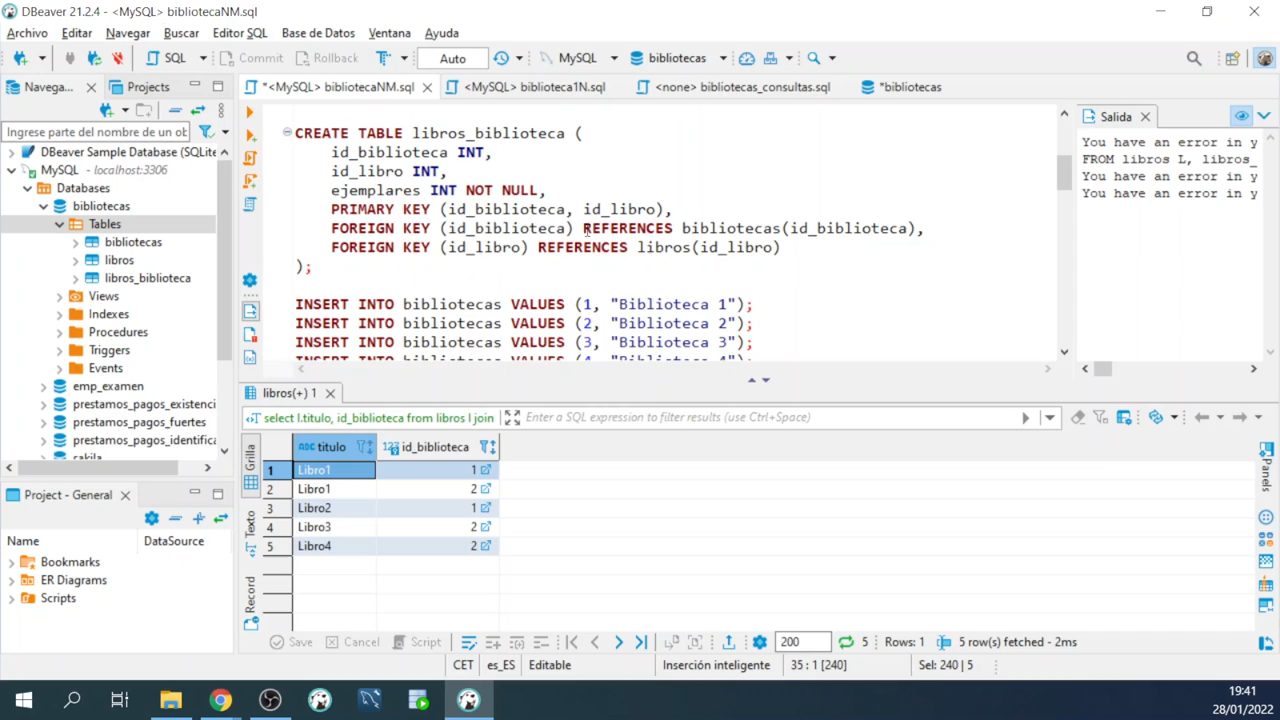 DBeaver 21.2.4 - <MySQL> bibliotecaNM.sql
Archivo Editar Navegar Buscar Editor SQL Base de Datos Ventana Ayuda
SQL Commit Rollback Auto MySQL bibliotecas
Navega... Projects *<MySQL> bibliotecaNM.sql <MySQL> biblioteca1N.sql <none> bibliotecas_consultas.sql *bibliotecas
Ingrese parte del nombre de un ob
DBeaver Sample Database (SQLite
MySQL - localhost:3306
Databases
bibliotecas
Tables
bibliotecas
libros
libros_biblioteca
Views
Indexes
Procedures
Triggers
Events
emp_examen
prestamos_pagos_existenci
prestamos_pagos_fuertes
prestamos_pagos_identifica
sakila
CREATE TABLE libros_biblioteca (
id_biblioteca INT,
id_libro INT,
ejemplares INT NOT NULL,
PRIMARY KEY (id_biblioteca, id_libro),
FOREIGN KEY (id_biblioteca) REFERENCES bibliotecas(id_biblioteca),
FOREIGN KEY (id_libro) REFERENCES libros(id_libro)
);
INSERT INTO bibliotecas VALUES (1, "Biblioteca 1");
INSERT INTO bibliotecas VALUES (2, "Biblioteca 2");
INSERT INTO bibliotecas VALUES (3, "Biblioteca 3");
INSERT INTO bibliotecas VALUES (4, "Biblioteca 4");
Salida
You have an error in y
FROM libros L, libros_
You have an error in y
You have an error in y
libros(+) 1
select l.titulo, id_biblioteca from libros l join Enter a SQL expression to filter results (use Ctrl+Space)
Grilla
Texto
Record
ABC titulo 123 id_biblioteca
1 Libro1 1
2 Libro1 2
3 Libro2 1
4 Libro3 2
5 Libro4 2
Panels
Project - General
Name DataSource
Bookmarks
ER Diagrams
Scripts
Save Cancel Script 200 5 Rows: 1 5 row(s) fetched - 2ms
CET es_ES Editable Inserción inteligente 35 : 1 [240] Sel: 240 | 5
19:41
28/01/2022